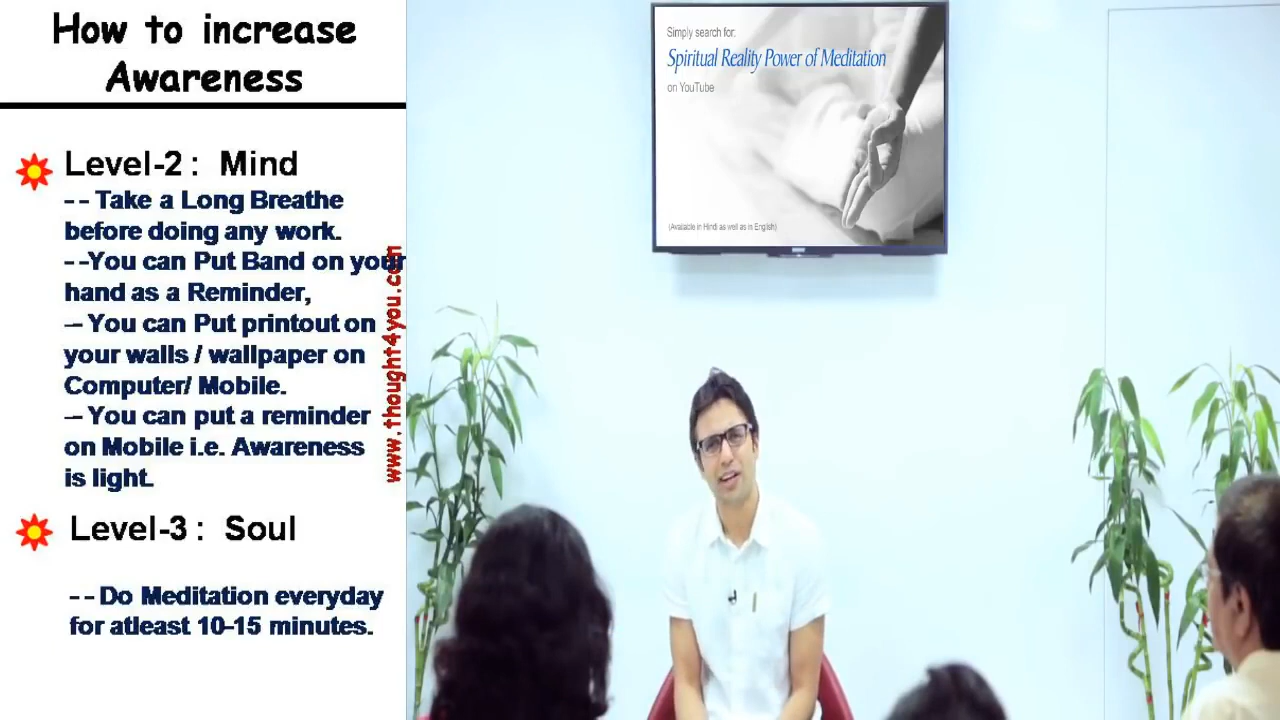 How to increase
Awareness
Level-2 : Mind
-- Take a Long Breathe
before doing any work.
--You can Put Band on your
hand as a Reminder,
– You can Put printout on
your walls / wallpaper on
Computer/ Mobile.
– You can put a reminder
on Mobile i.e. Awareness
is light.
Level-3 : Soul
-- Do Meditation everyday
for atleast 10-15 minutes.
www.thought4you.com
Simply search for:
Spiritual Reality Power of Meditation
on YouTube
(Available in Hindi as well as in English)